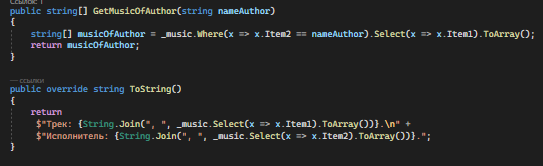 Ссылок: 1
public string[] GetMusicOfAuthor(string nameAuthor)
{
string[] musicOfAuthor = _music.Where(x => x.Item2 == nameAuthor).Select(x => x.Item1).ToArray();
return musicOfAuthor;
}
— ссылки
public override string ToString()
{
return
$"Трек: {String.Join(", ", _music.Select(x => x.Item1).ToArray())}.\n" +
$"Исполнитель: {String.Join(", ", _music.Select(x => x.Item2).ToArray())}.";
}